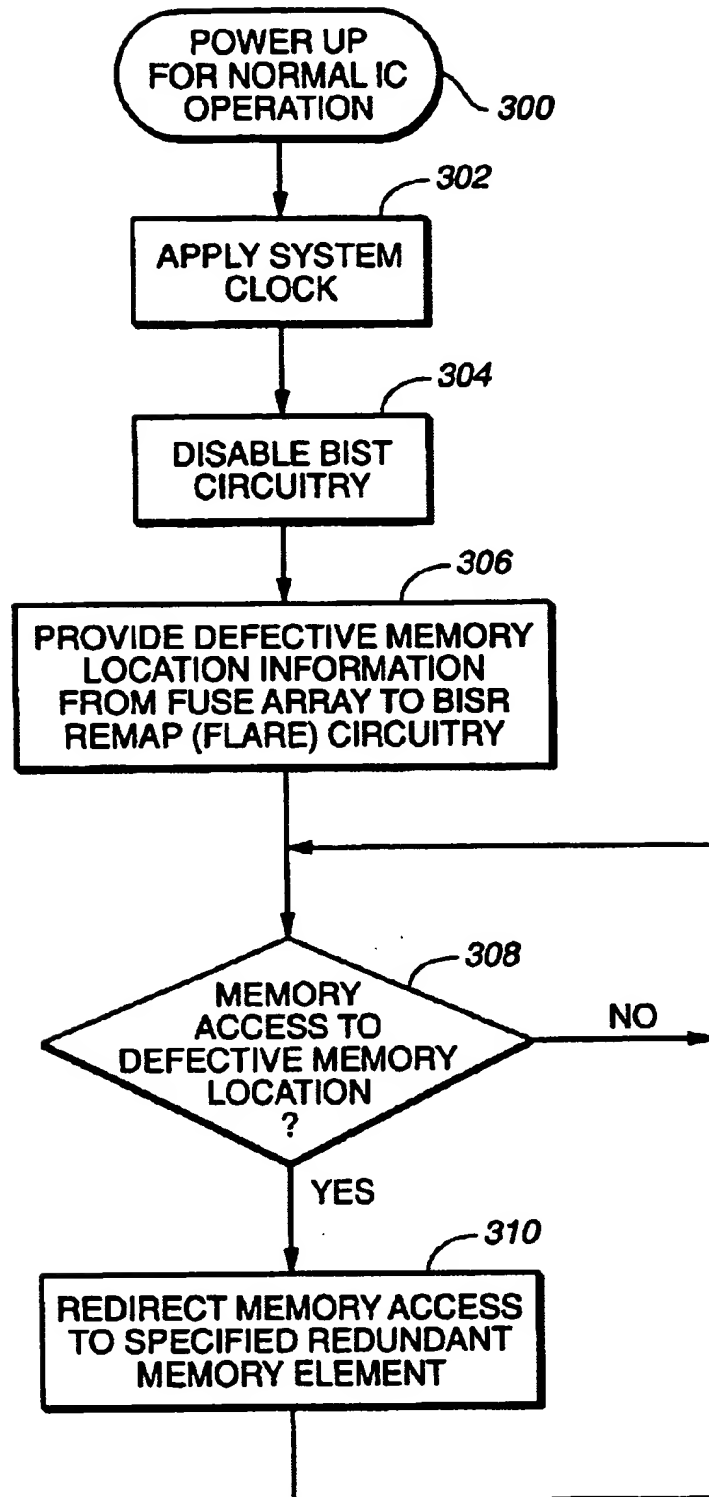 POWER UP
FOR NORMAL IC
OPERATION
300
302
APPLY SYSTEM
CLOCK
304
DISABLE BIST
CIRCUITRY
306
PROVIDE DEFECTIVE MEMORY
LOCATION INFORMATION
FROM FUSE ARRAY TO BISR
REMAP (FLARE) CIRCUITRY
308
MEMORY
ACCESS TO
DEFECTIVE MEMORY
LOCATION
?
NO
YES
310
REDIRECT MEMORY ACCESS
TO SPECIFIED REDUNDANT
MEMORY ELEMENT